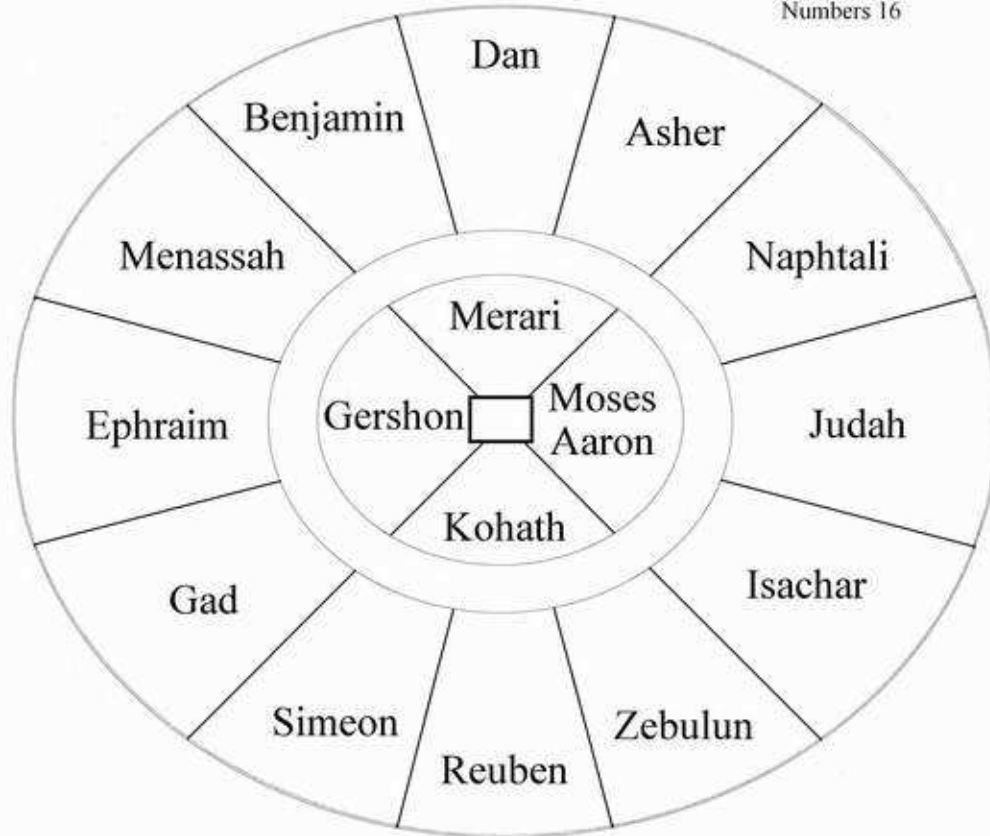 Numbers 16
Dan
Benjamin
Asher
Menassah
Naphtali
Merari
Gershon
Moses
Aaron
Ephraim
Judah
Kohath
Gad
Isachar
Simeon
Zebulun
Reuben